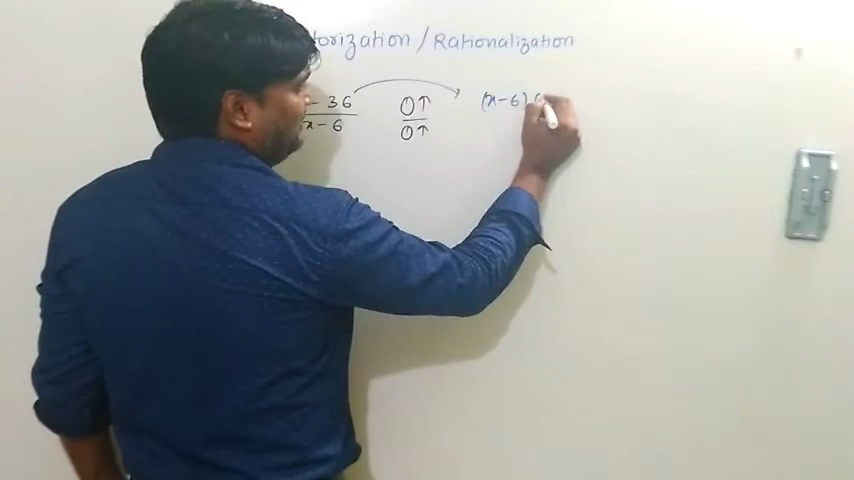 torization / Rationalization
- 36 0↑ (x-6) (
x-6 0↑